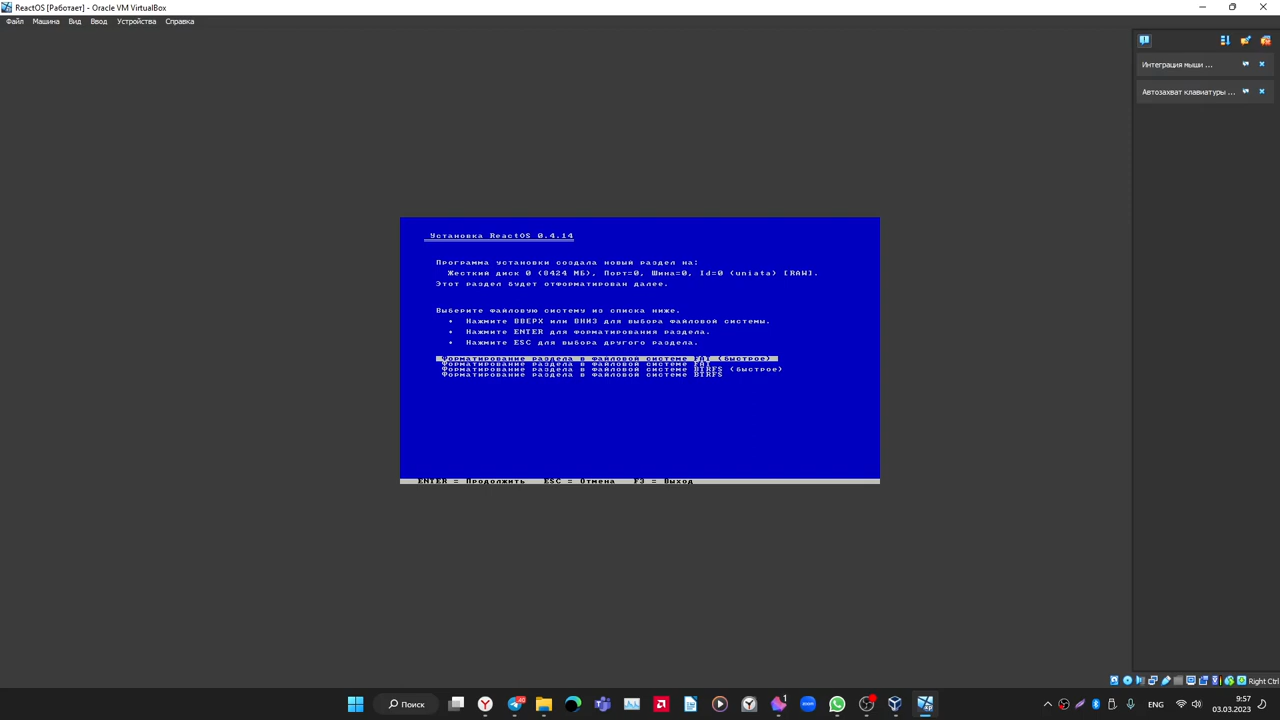 ReactOS [Работает] - Oracle VM VirtualBox
Файл Машина Вид Ввод Устройства Справка
Интеграция мыши ...
Автозахват клавиатуры ...
Установка ReactOS 0.4.14
Программа установки создала новый раздел на:
Жесткий диск 0 (8424 МБ), Порт=0, Шина=0, Id=0 (uniata) [RAW].
Этот раздел будет отформатирован далее.
Выберите файловую систему из списка ниже.
• Нажмите ВВЕРХ или ВНИЗ для выбора файловой системы.
• Нажмите ENTER для форматирования раздела.
• Нажмите ESC для выбора другого раздела.
Форматирование раздела в файловой системе FAT (быстрое)
Форматирование раздела в файловой системе FAT
Форматирование раздела в файловой системе BTRFS (быстрое)
Форматирование раздела в файловой системе BTRFS
ENTER = Продолжить ESC = Отмена F3 = Выход
Right Ctrl
Поиск
ENG
9:57
03.03.2023